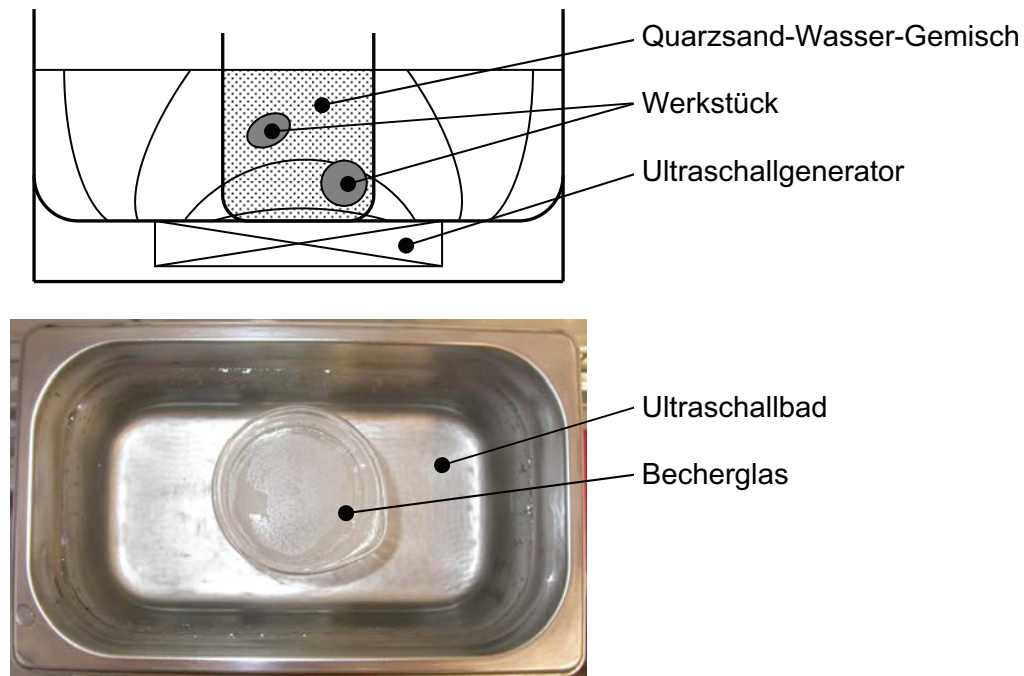 Quarzsand-Wasser-Gemisch
Werkstück
Ultraschallgenerator
Ultraschallbad
Becherglas